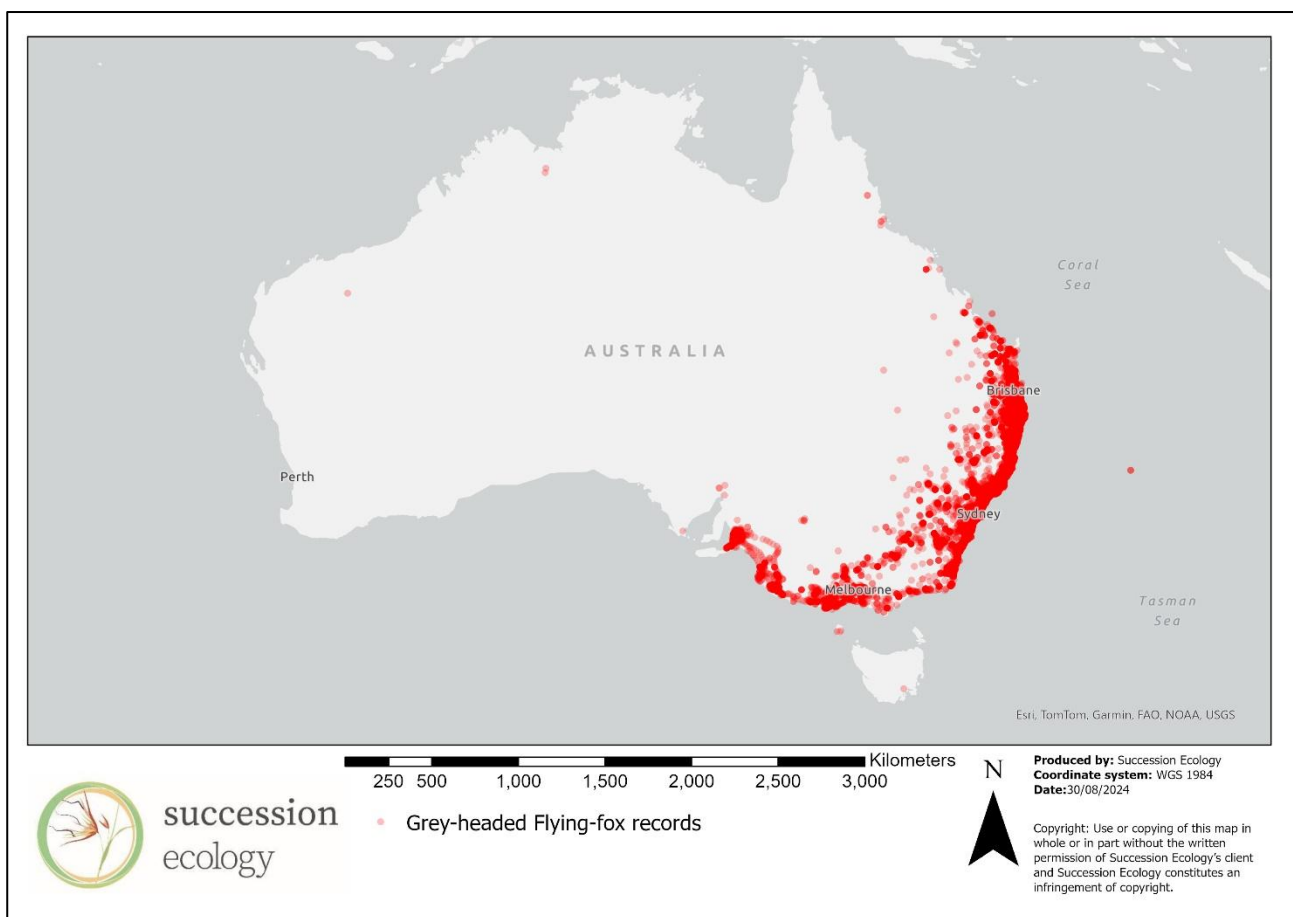 Coral
Sea
AUSTRALIA
Brisbane
Perth
Sydney
Melbourne
Tasman
Sea
Esri, TomTom, Garmin, FAO, NOAA, USGS
Kilometers
250 500 1,000 1,500 2,000 2,500 3,000
Grey-headed Flying-fox records
succession
ecology
N
Produced by: Succession Ecology
Coordinate system: WGS 1984
Date:30/08/2024
Copyright: Use or copying of this map in
whole or in part without the written
permission of Succession Ecology's client
and Succession Ecology constitutes an
infringement of copyright.